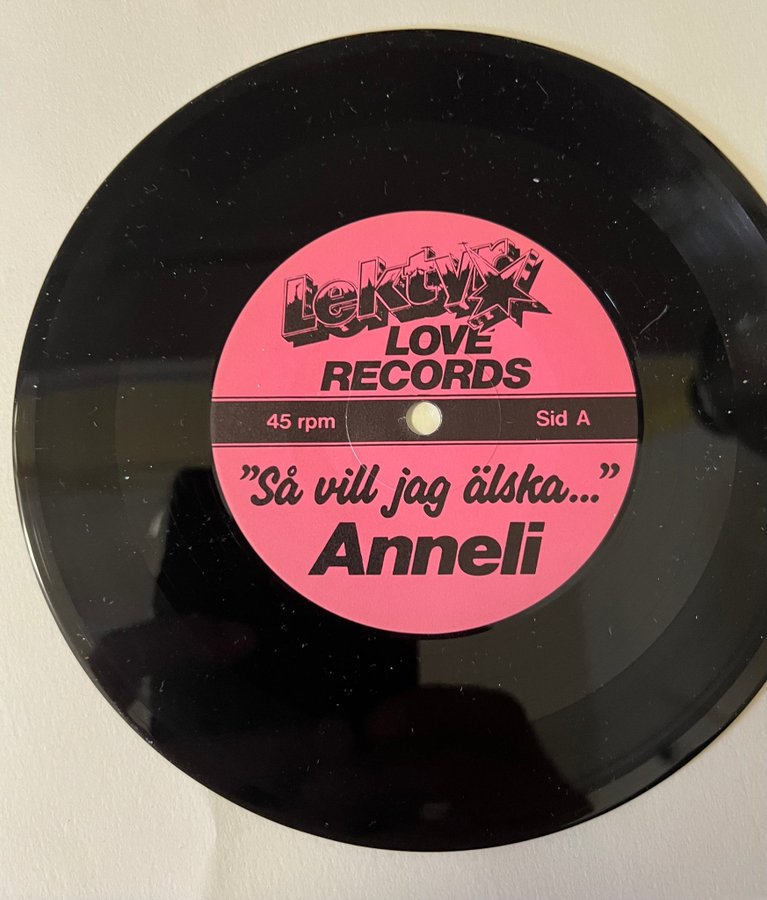 Lektyr
LOVE
RECORDS
45 rpm
Sid A
"Så vill jag älska..."
Anneli